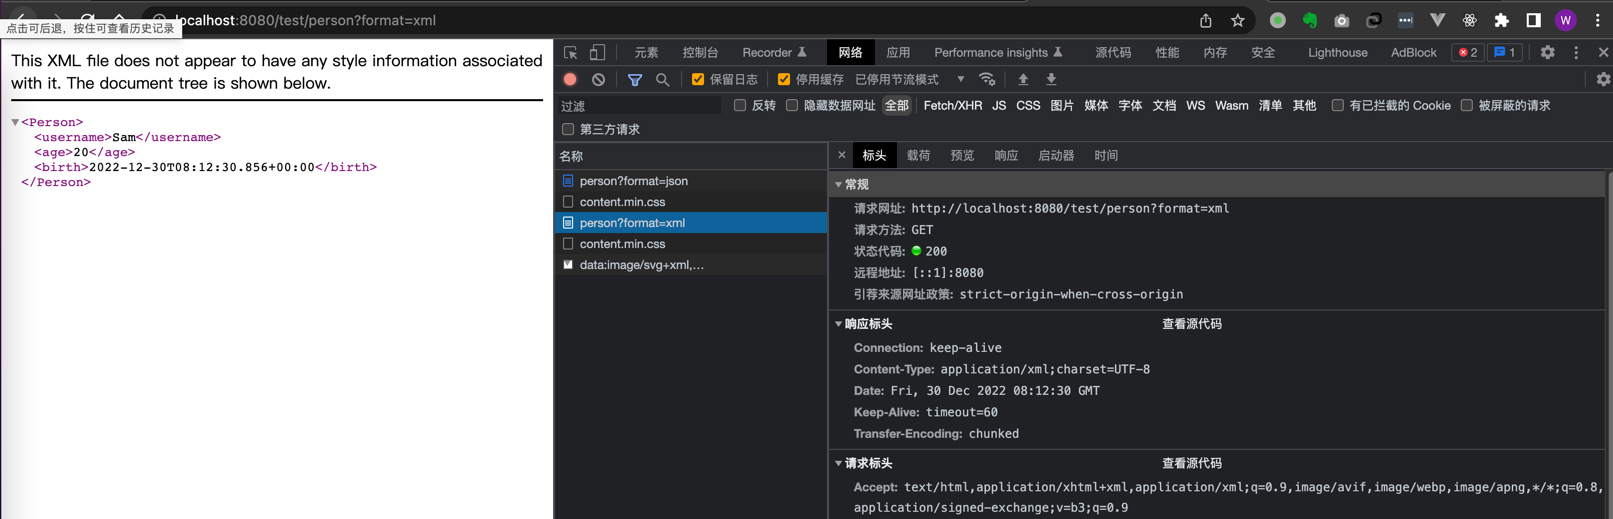 localhost:8080/test/person?format=xml
W
点击可后退，按住可查看历史记录
This XML file does not appear to have any style information associated
with it. The document tree is shown below.
▼<Person>
<username>Sam</username>
<age>20</age>
<birth>2022-12-30T08:12:30.856+00:00</birth>
</Person>
元素 控制台 Recorder 网络 应用 Performance insights 源代码 性能 内存 安全 Lighthouse AdBlock 2 1
保留日志 停用缓存 已停用节流模式
过滤 反转 隐藏数据网址 全部 Fetch/XHR JS CSS 图片 媒体 字体 文档 WS Wasm 清单 其他 有已拦截的 Cookie 被屏蔽的请求
第三方请求
名称
person?format=json
content.min.css
person?format=xml
content.min.css
data:image/svg+xml,…
× 标头 载荷 预览 响应 启动器 时间
▼常规
请求网址: http://localhost:8080/test/person?format=xml
请求方法: GET
状态代码: 200
远程地址: [::1]:8080
引荐来源网址政策: strict-origin-when-cross-origin
▼响应标头 查看源代码
Connection: keep-alive
Content-Type: application/xml;charset=UTF-8
Date: Fri, 30 Dec 2022 08:12:30 GMT
Keep-Alive: timeout=60
Transfer-Encoding: chunked
▼请求标头 查看源代码
Accept: text/html,application/xhtml+xml,application/xml;q=0.9,image/avif,image/webp,image/apng,*/*;q=0.8,
application/signed-exchange;v=b3;q=0.9